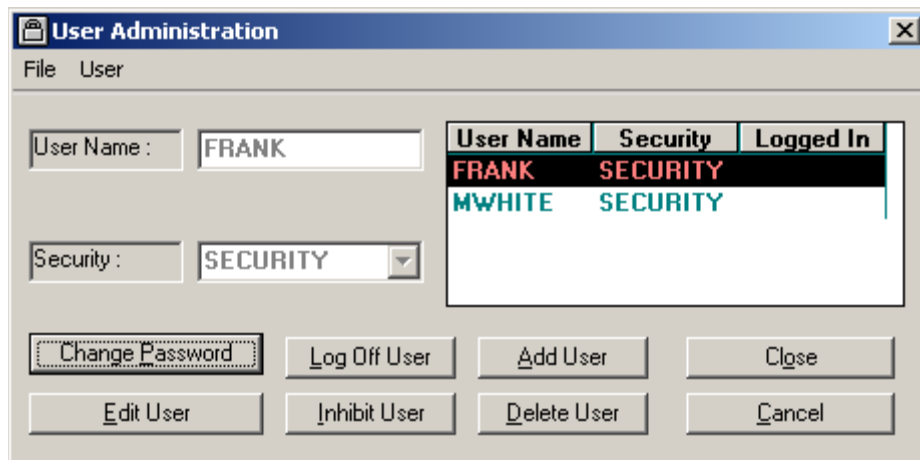 User Administration
File User
User Name : FRANK
Security : SECURITY
User Name Security Logged In
FRANK SECURITY
MWHITE SECURITY
Change Password Log Off User Add User Close
Edit User Inhibit User Delete User Cancel